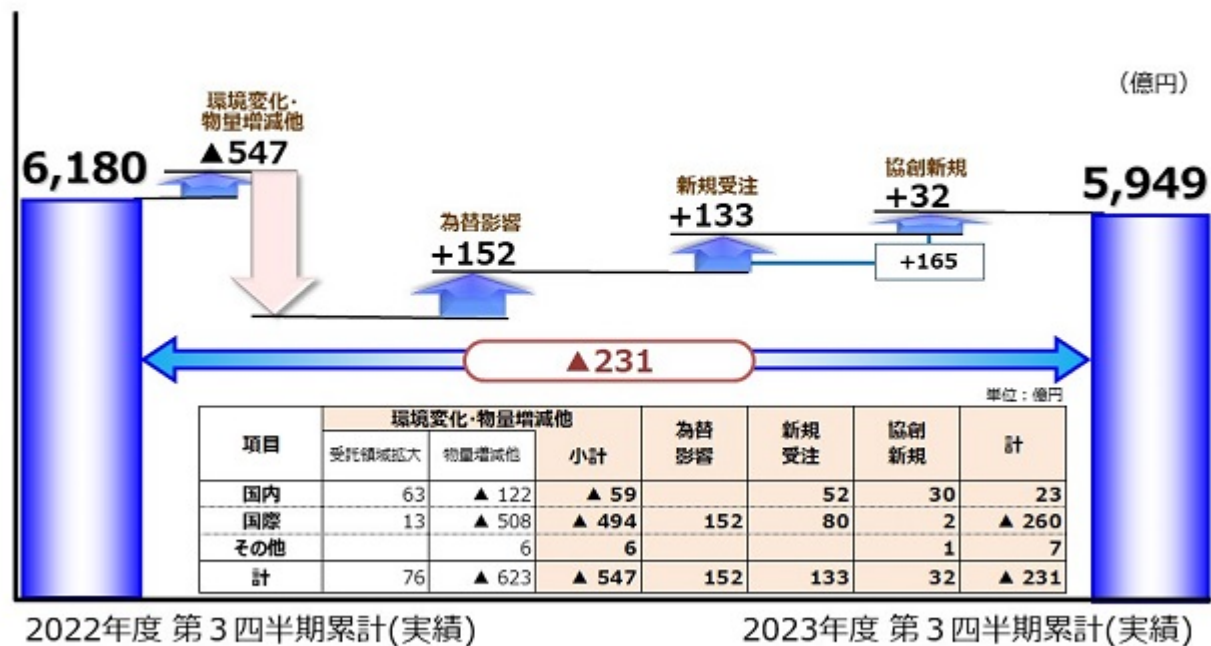 (億円)
環境変化・
物量増減他
▲547
6,180
為替影響
+152
新規受注
+133
協創新規
+32
+165
5,949
▲231
単位：億円
項目 環境変化・物量増減他 為替影響 新規受注 協創新規 計
受託領域拡大 物量増減他 小計
国内 63 ▲ 122 ▲ 59 52 30 23
国際 13 ▲ 508 ▲ 494 152 80 2 ▲ 260
その他 6 6 1 7
計 76 ▲ 623 ▲ 547 152 133 32 ▲ 231
2022年度 第３四半期累計(実績)
2023年度 第３四半期累計(実績)